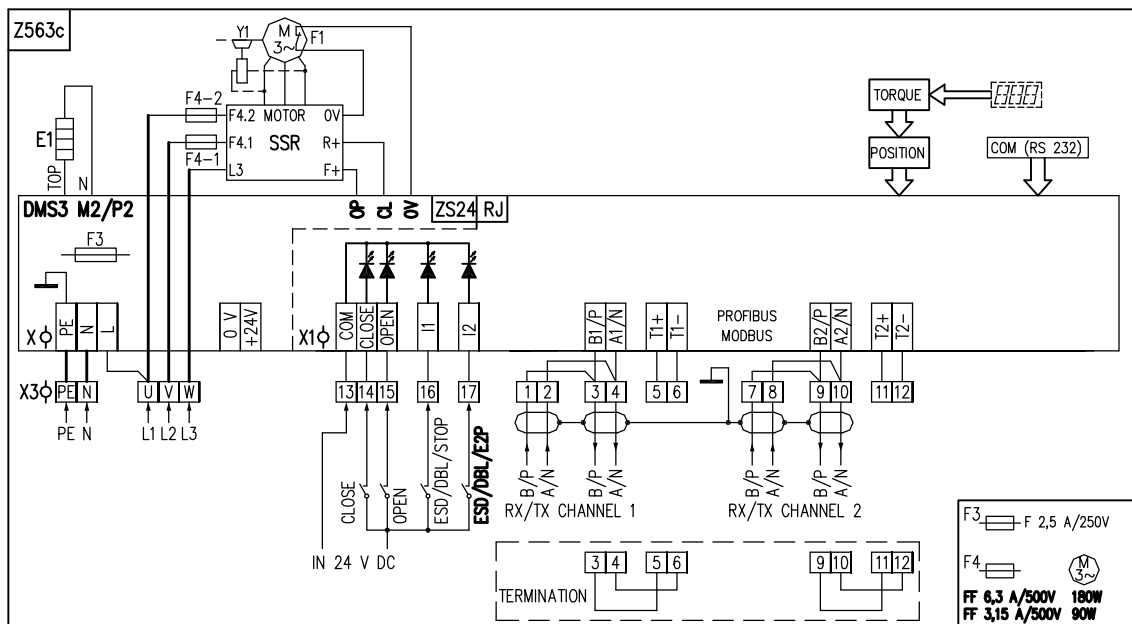 Z563c
Y1
M
3~
F1
F4-2
F4.2
MOTOR
0V
E1
F4.1
SSR
R+
F4-1
L3
F+
TOP
N
TORQUE
POSITION
COM (RS 232)
DMS3 M2/P2
OP
CL
0V
ZS24
RJ
F3
X
PE
N
L
0 V
+24V
X1
COM
CLOSE
OPEN
I1
I2
B1/P
A1/N
T1+
T1-
PROFIBUS
MODBUS
B2/P
A2/N
T2+
T2-
X3
PE
N
U
V
W
13
14
15
16
17
1
2
3
4
5
6
7
8
9
10
11
12
PE N
L1 L2 L3
CLOSE
OPEN
ESD/DBL/STOP
ESD/DBL/E2P
IN 24 V DC
B/P
A/N
B/P
A/N
RX/TX CHANNEL 1
B/P
A/N
B/P
A/N
RX/TX CHANNEL 2
TERMINATION
3
4
5
6
9
10
11
12
F3
F 2,5 A/250V
F4
M
3~
FF 6,3 A/500V 180W
FF 3,15 A/500V 90W